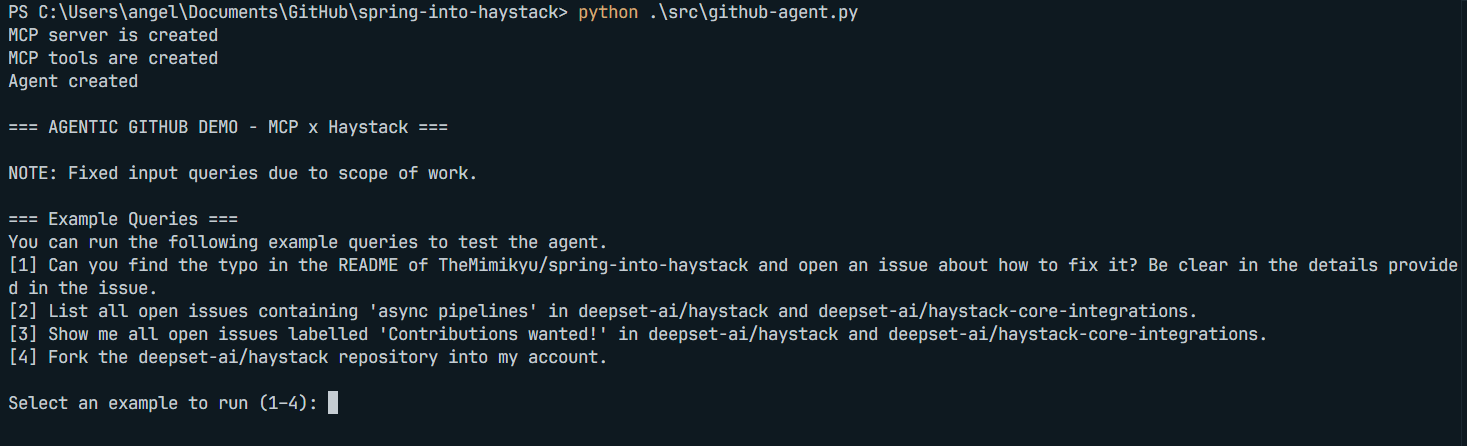 PS C:\Users\angel\Documents\GitHub\spring-into-haystack> python .\src\github-agent.py
MCP server is created
MCP tools are created
Agent created
=== AGENTIC GITHUB DEMO - MCP x Haystack ===
NOTE: Fixed input queries due to scope of work.
=== Example Queries ===
You can run the following example queries to test the agent.
[1] Can you find the typo in the README of TheMimikyu/spring-into-haystack and open an issue about how to fix it? Be clear in the details provide
d in the issue.
[2] List all open issues containing 'async pipelines' in deepset-ai/haystack and deepset-ai/haystack-core-integrations.
[3] Show me all open issues labelled 'Contributions wanted!' in deepset-ai/haystack and deepset-ai/haystack-core-integrations.
[4] Fork the deepset-ai/haystack repository into my account.
Select an example to run (1-4):